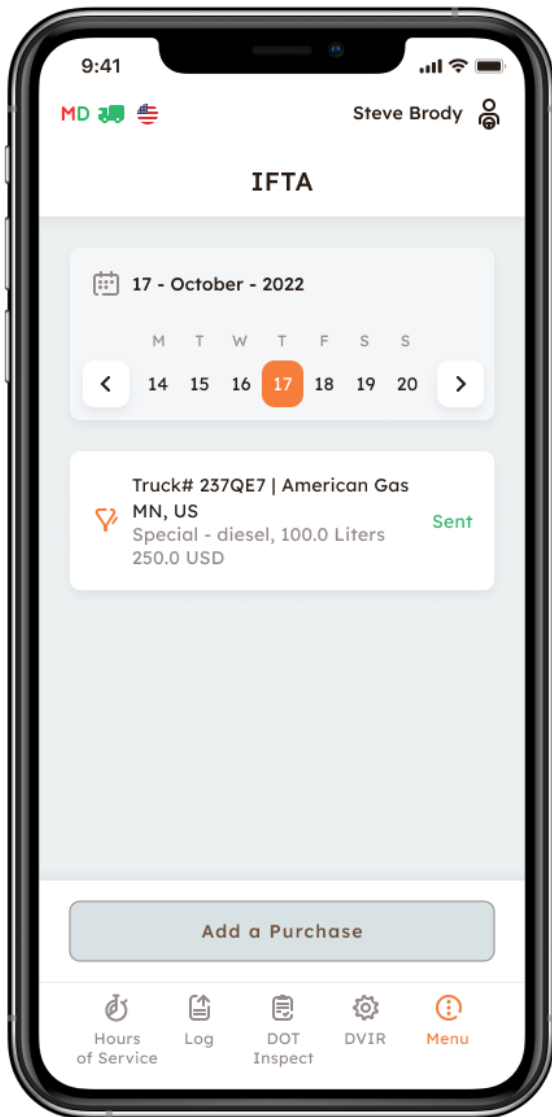 9:41
MD
Steve Brody
IFTA
17 - October - 2022
M T W T F S S
14 15 16 17 18 19 20
Truck# 237QE7 | American Gas
MN, US
Special - diesel, 100.0 Liters
250.0 USD
Sent
Add a Purchase
Hours
of Service
Log
DOT
Inspect
DVIR
Menu